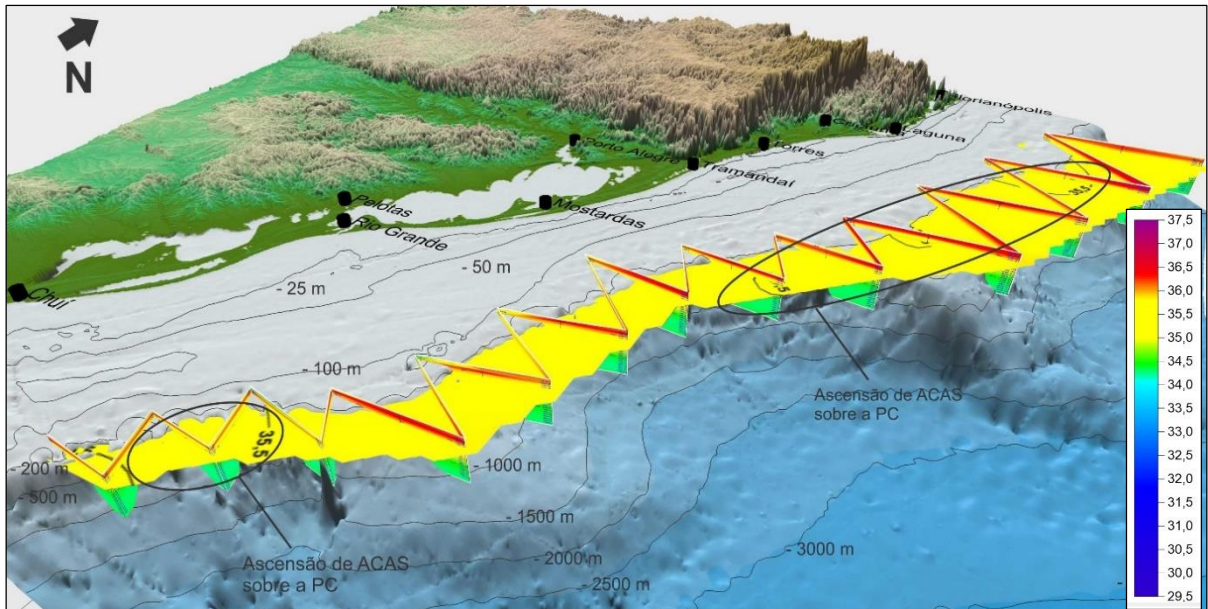 N
Florianópolis
Laguna
Torres
Porto Alegre
Tramandaí
Pelotas
Mostardas
Rio Grande
Chuí
- 50 m
- 25 m
- 100 m
- 200 m
- 500 m
- 1000 m
- 1500 m
- 2000 m
- 2500 m
- 3000 m
35,5
Ascensão de ACAS
sobre a PC
Ascensão de ACAS
sobre a PC
37,5
37,0
36,5
36,0
35,5
35,0
34,5
34,0
33,5
33,0
32,5
32,0
31,5
31,0
30,5
30,0
29,5